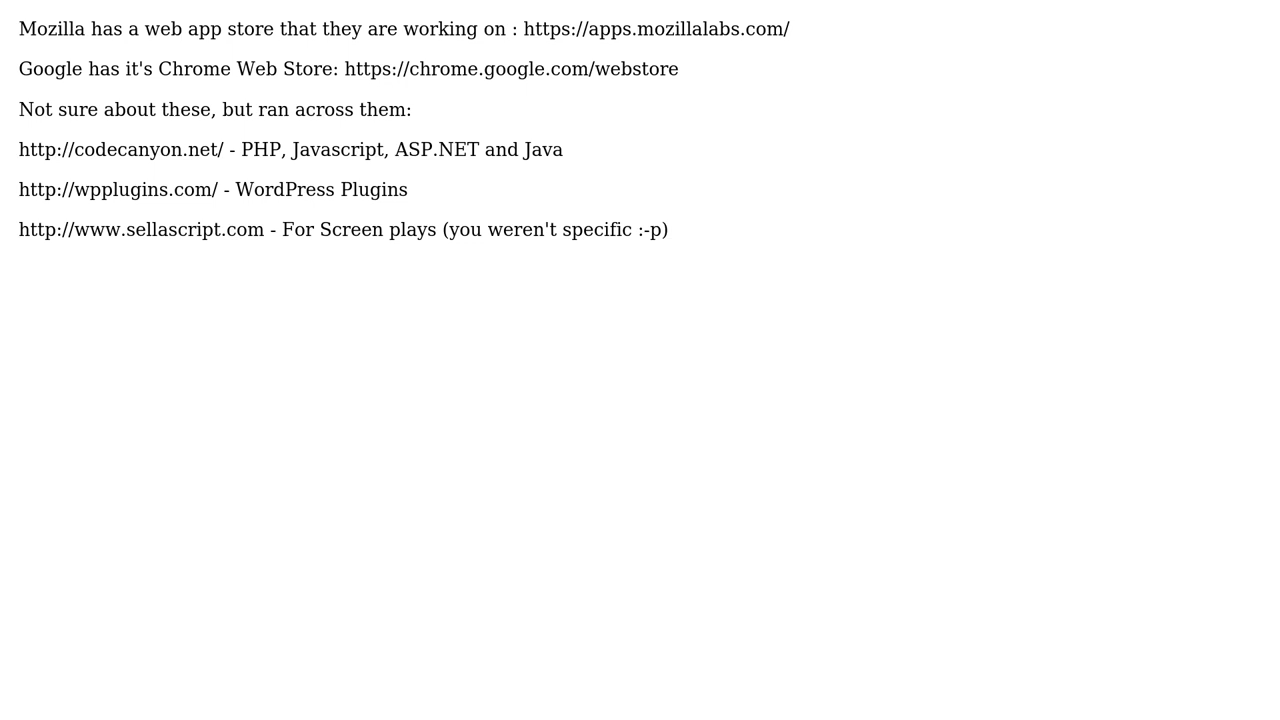 Mozilla has a web app store that they are working on : https://apps.mozillalabs.com/
Google has it's Chrome Web Store: https://chrome.google.com/webstore
Not sure about these, but ran across them:
http://codecanyon.net/ - PHP, Javascript, ASP.NET and Java
http://wpplugins.com/ - WordPress Plugins
http://www.sellascript.com - For Screen plays (you weren't specific :-p)